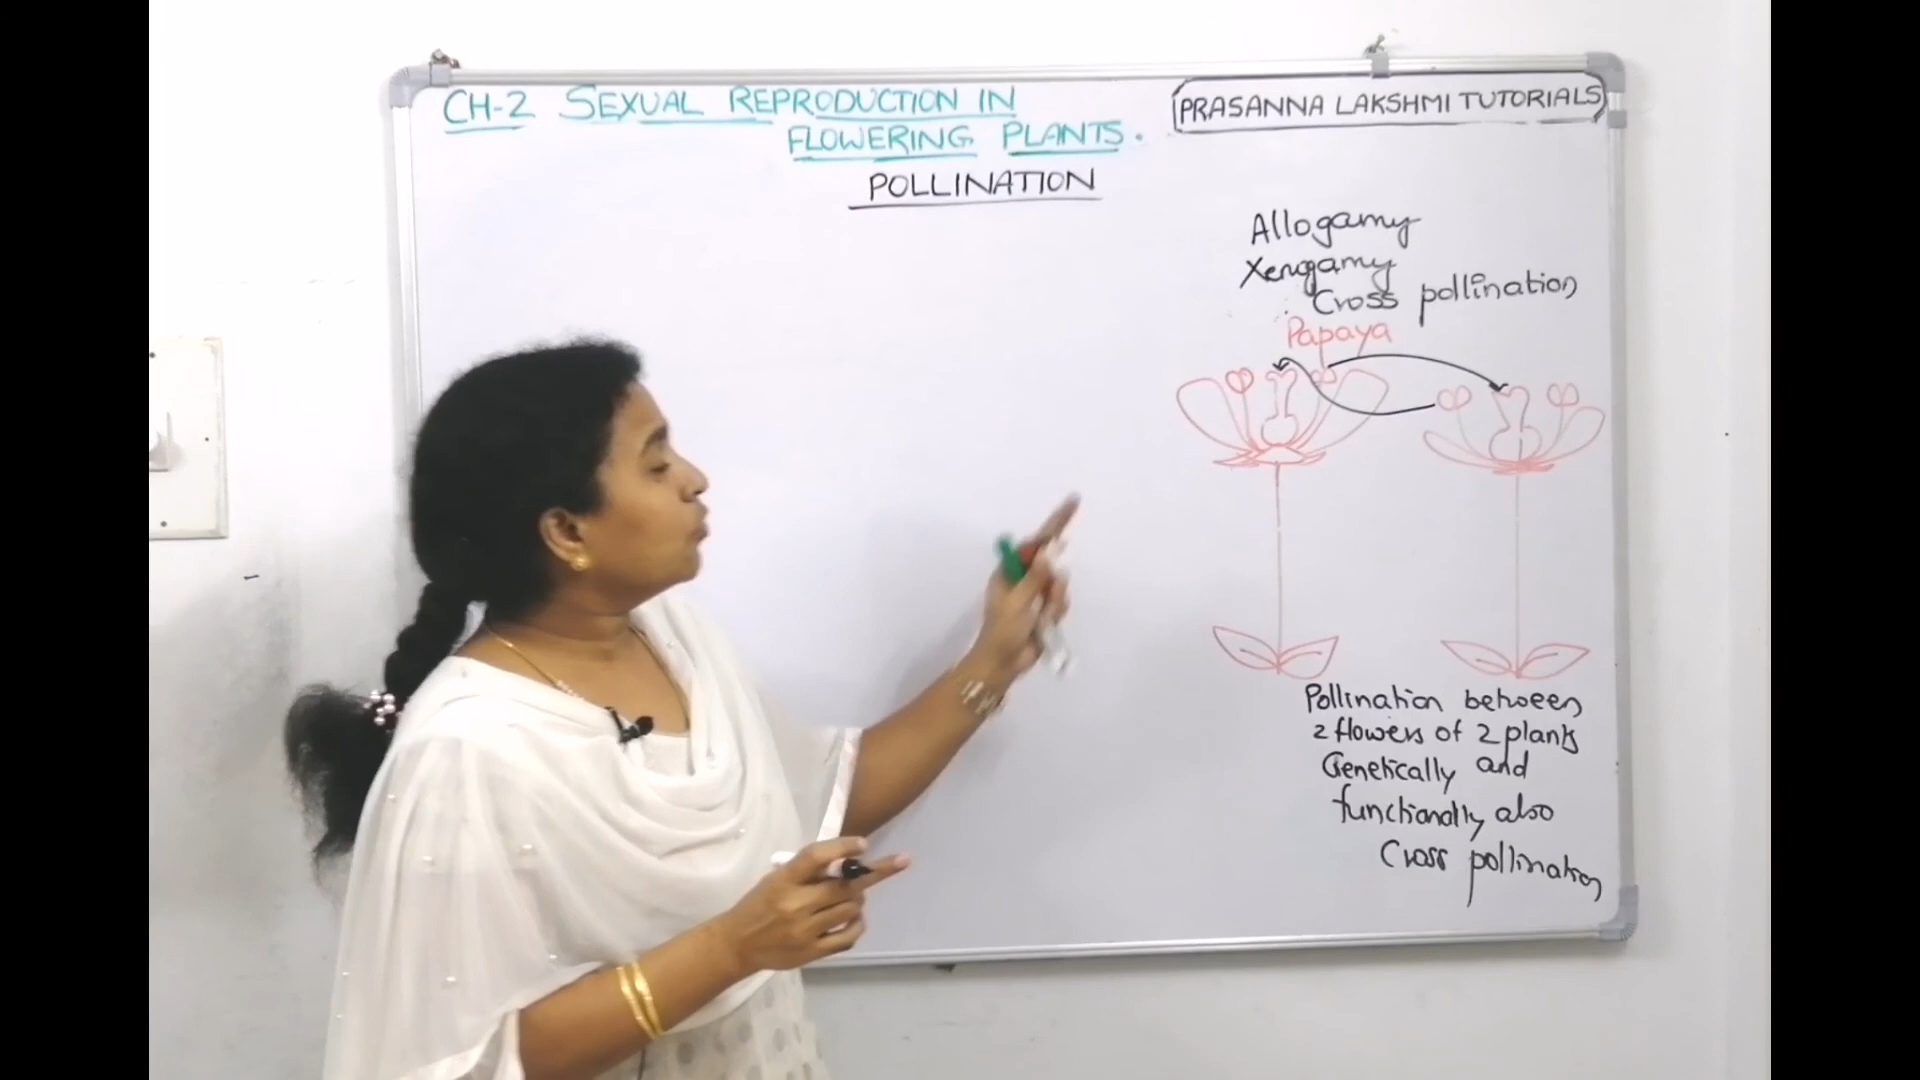 CH-2 SEXUAL REPRODUCTION IN
FLOWERING PLANTS.
POLLINATION
PRASANNA LAKSHMI TUTORIALS
Allogamy
Xenogamy
Cross pollination
Papaya
Pollination between
2 flowers of 2 plants
Genetically and
functionally also
Cross pollination